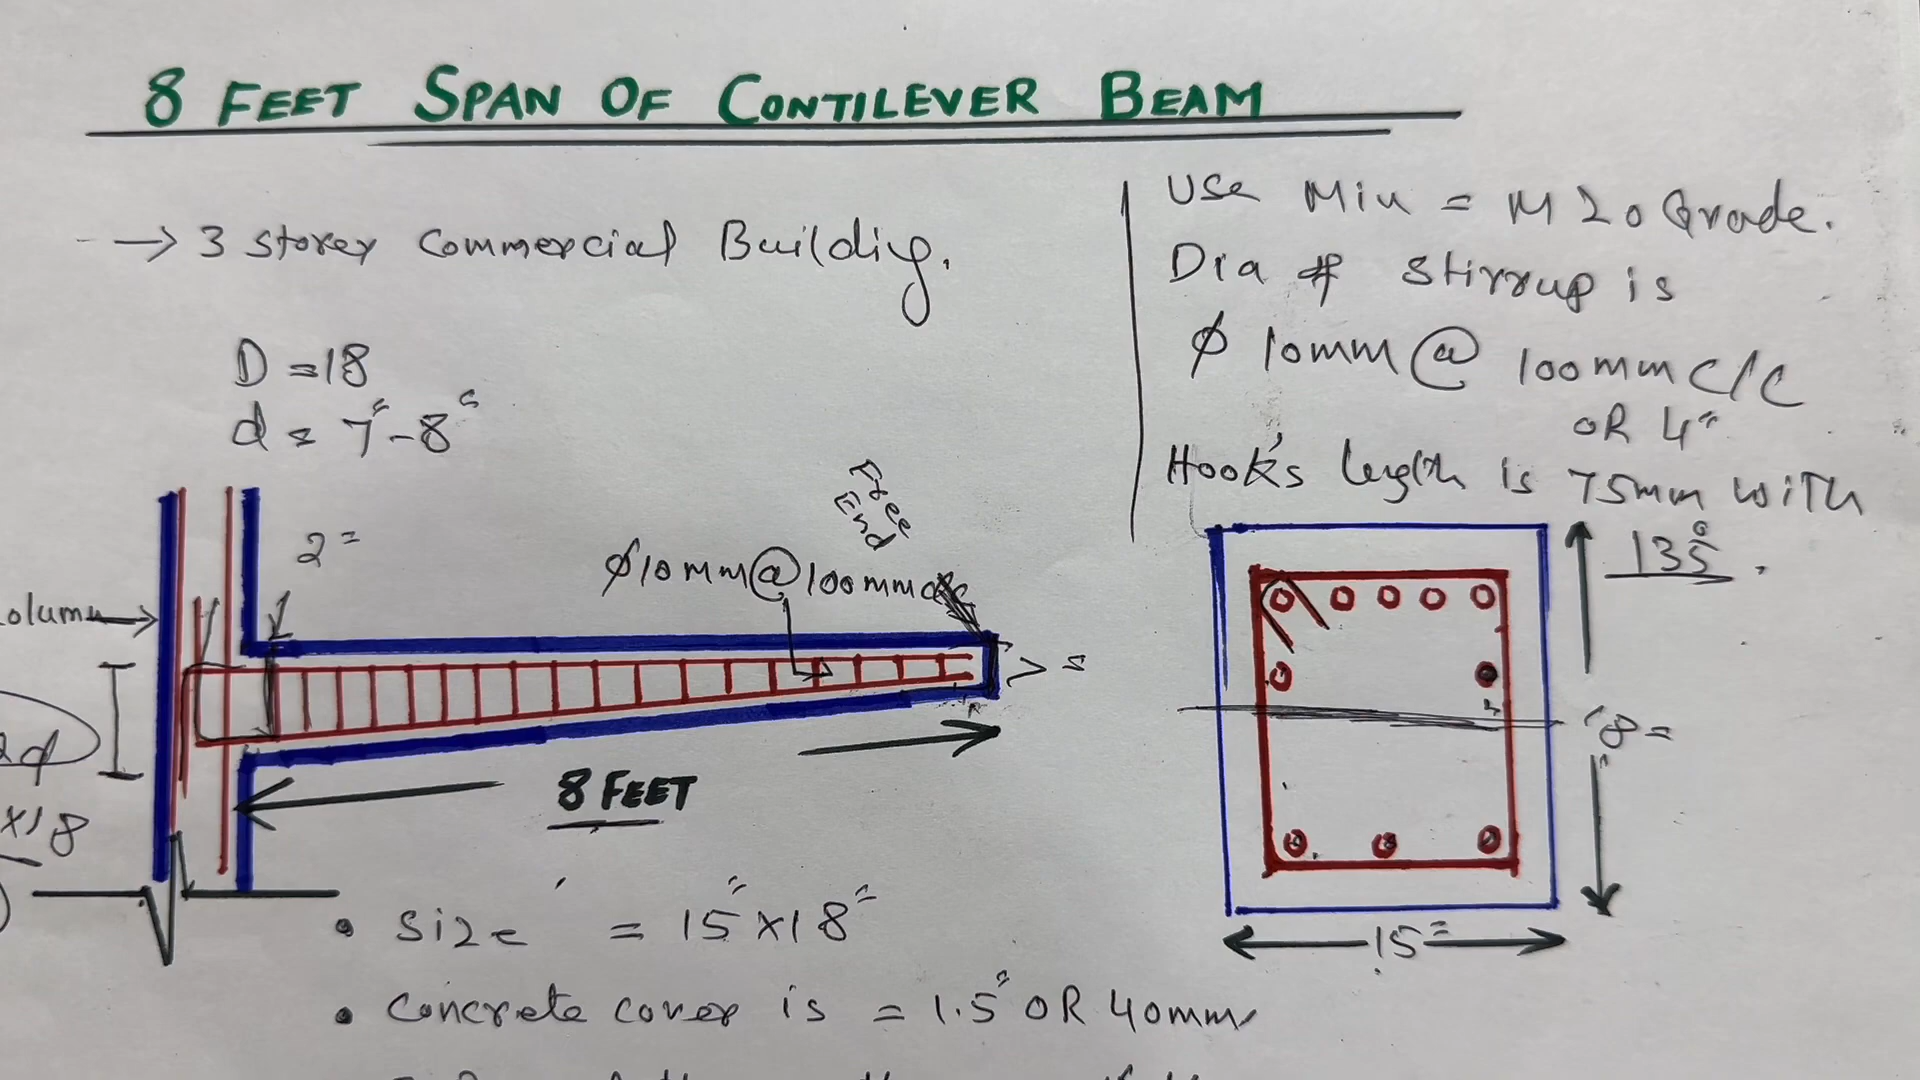 8 FEET SPAN OF CONTILEVER BEAM
→ 3 Storey Commercial Building.
D = 18
d = 7" - 8"
Use Min = M20 Grade.
Dia of Stirrup is
ϕ 10mm @ 100mm c/c
OR 4"
Hook's length is 75mm with
135°.
Free
End
2"
ϕ10mm@100mm
olumn
8 FEET
x18
18"
15"
• Size = 15" x 18"
• Concrete cover is = 1.5" OR 40mm